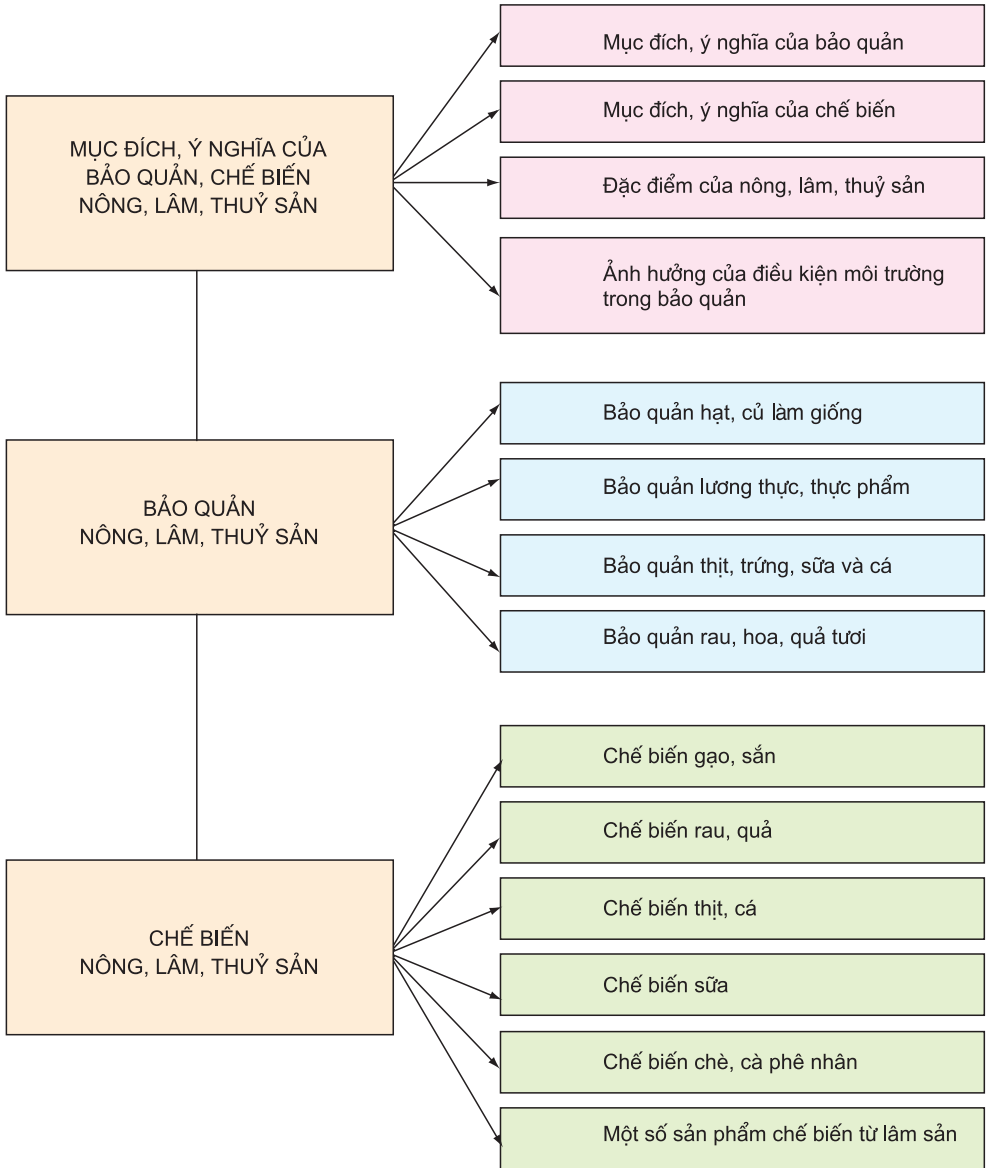 MỤC ĐÍCH, Ý NGHĨA CỦA
BẢO QUẢN, CHẾ BIẾN
NÔNG, LÂM, THUỶ SẢN
Mục đích, ý nghĩa của bảo quản
Mục đích, ý nghĩa của chế biến
Đặc điểm của nông, lâm, thuỷ sản
Ảnh hưởng của điều kiện môi trường
trong bảo quản
BẢO QUẢN
NÔNG, LÂM, THUỶ SẢN
Bảo quản hạt, củ làm giống
Bảo quản lương thực, thực phẩm
Bảo quản thịt, trứng, sữa và cá
Bảo quản rau, hoa, quả tươi
CHẾ BIẾN
NÔNG, LÂM, THUỶ SẢN
Chế biến gạo, sắn
Chế biến rau, quả
Chế biến thịt, cá
Chế biến sữa
Chế biến chè, cà phê nhân
Một số sản phẩm chế biến từ lâm sản